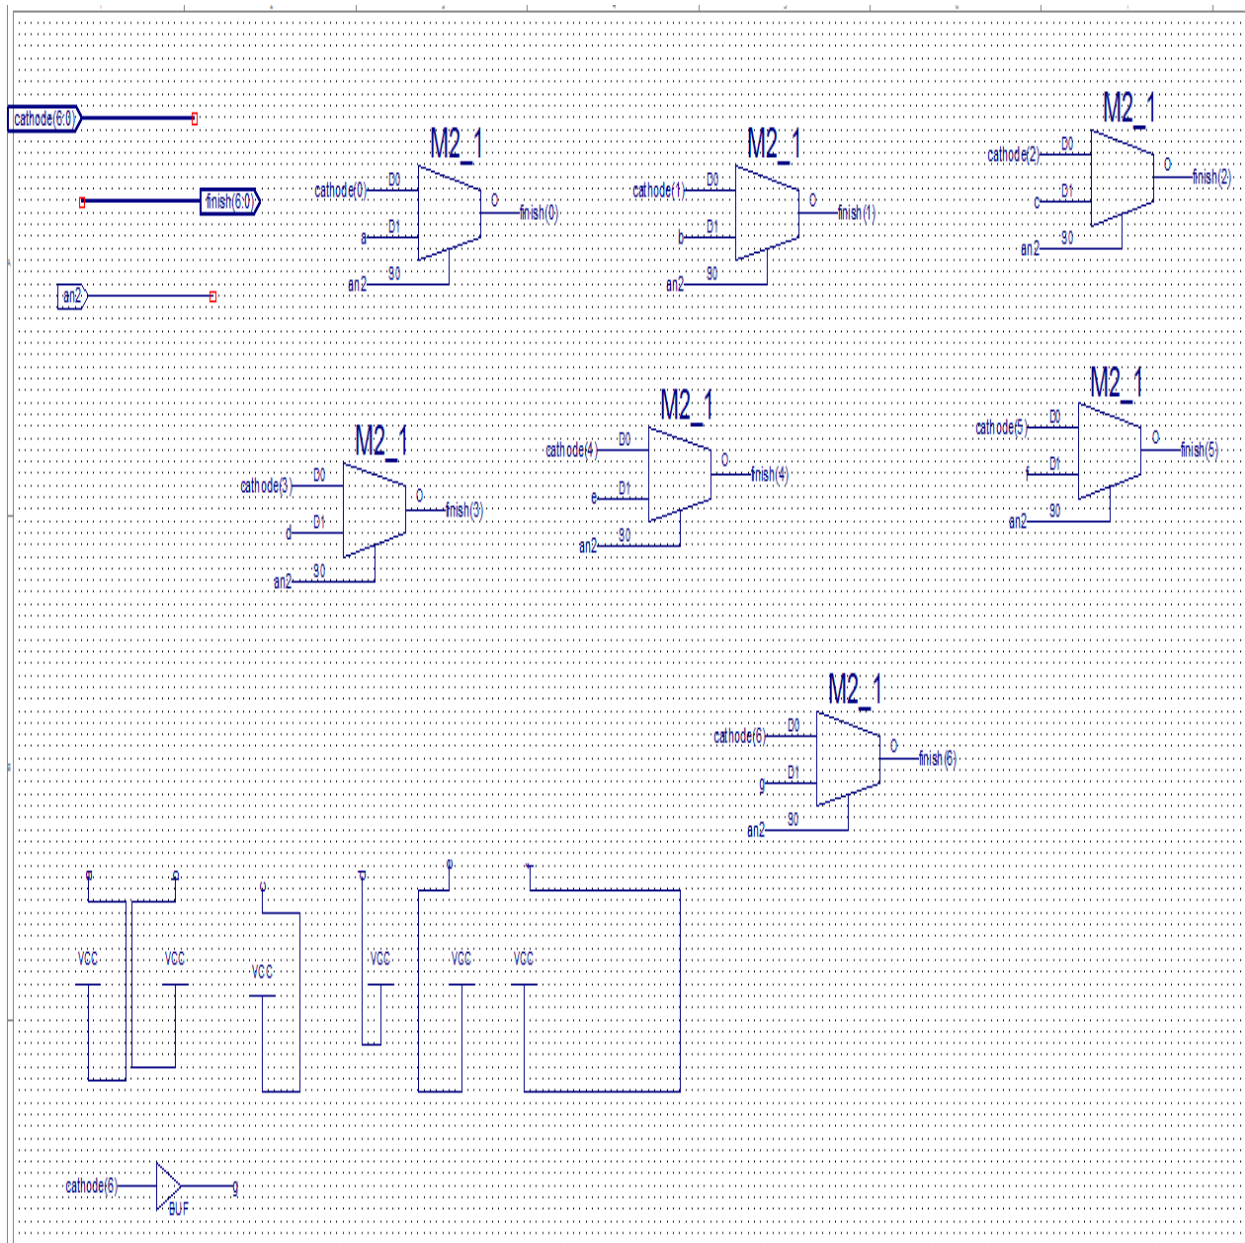 cathode(6:0)
finish(6:0)
an2
M2_1
cathode(0)
D0
a
D1
an2
S0
O
finish(0)
M2_1
cathode(1)
D0
b
D1
an2
S0
O
finish(1)
M2_1
cathode(2)
D0
c
D1
an2
S0
O
finish(2)
M2_1
cathode(3)
D0
d
D1
an2
S0
O
finish(3)
M2_1
cathode(4)
D0
e
D1
an2
S0
O
finish(4)
M2_1
cathode(5)
D0
f
D1
an2
S0
O
finish(5)
M2_1
cathode(6)
D0
g
D1
an2
S0
O
finish(6)
a
b
c
d
e
f
VCC
VCC
VCC
VCC
VCC
VCC
cathode(6)
BUF
g